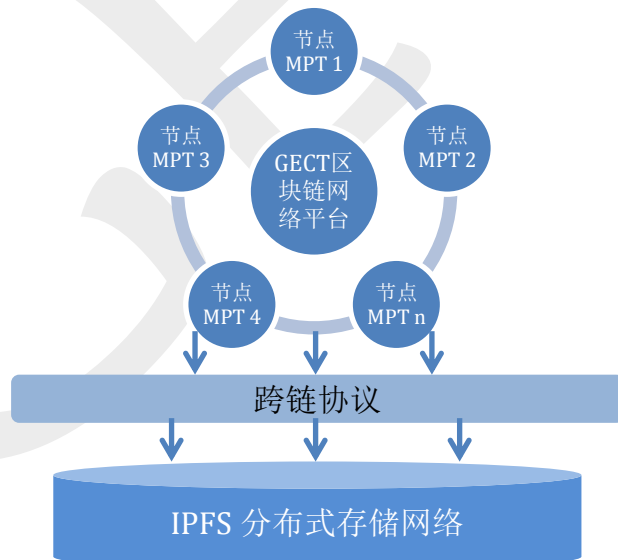 节点
MPT 1
节点
MPT 3
节点
MPT 2
GECT区
块链网
络平台
节点
MPT 4
节点
MPT n
跨链协议
IPFS 分布式存储网络